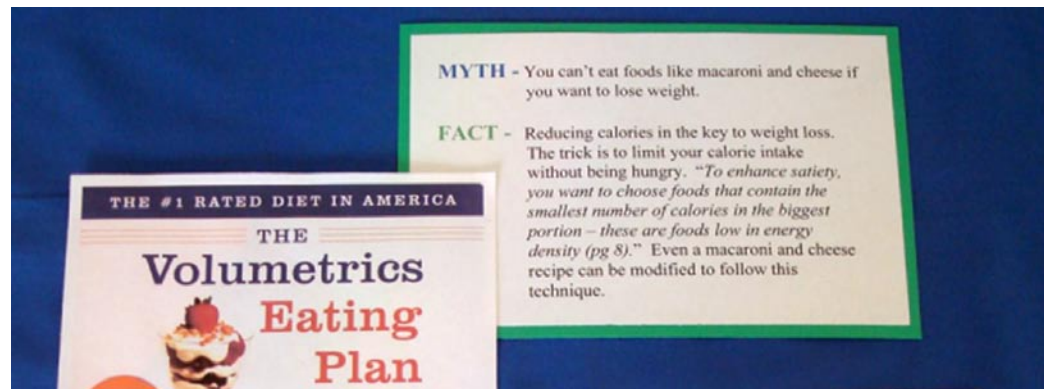 MYTH - You can't eat foods like macaroni and cheese if
you want to lose weight.
FACT - Reducing calories in the key to weight loss.
The trick is to limit your calorie intake
without being hungry. "To enhance satiety,
you want to choose foods that contain the
smallest number of calories in the biggest
portion – these are foods low in energy
density (pg 8)." Even a macaroni and cheese
recipe can be modified to follow this
technique.
THE #1 RATED DIET IN AMERICA
THE
Volumetrics
Eating
Plan